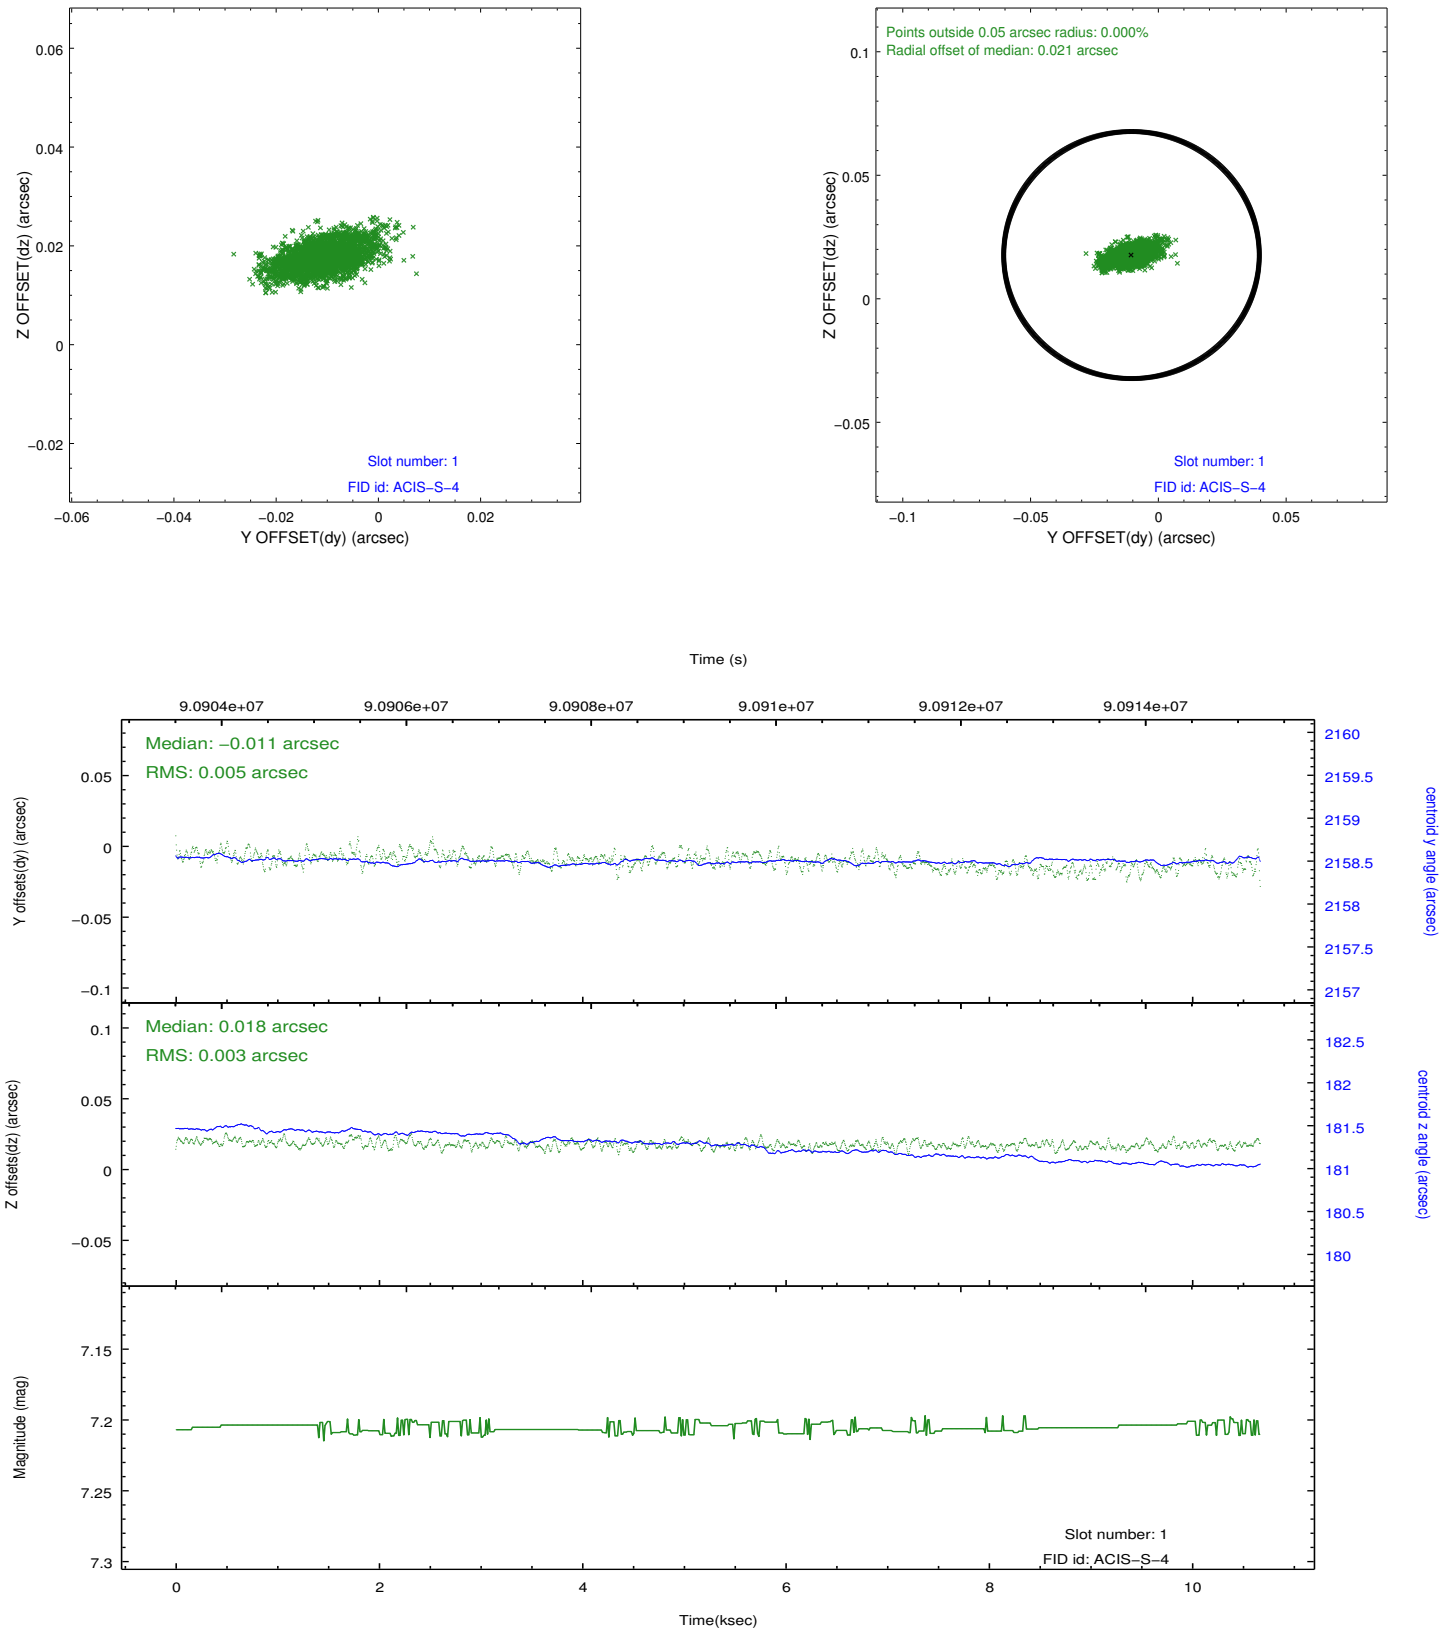 0.06
0.04
0.02
0
−0.02
Z OFFSET(dz) (arcsec)
Slot number: 1
FID id: ACIS−S−4
−0.06
−0.04
−0.02
0
0.02
Y OFFSET(dy) (arcsec)
Points outside 0.05 arcsec radius: 0.000%
Radial offset of median: 0.021 arcsec
0.1
0.05
0
−0.05
Z OFFSET(dz) (arcsec)
Slot number: 1
FID id: ACIS−S−4
−0.1
−0.05
0
0.05
Y OFFSET(dy) (arcsec)
Time (s)
9.0904e+07
9.0906e+07
9.0908e+07
9.091e+07
9.0912e+07
9.0914e+07
Median: −0.011 arcsec
RMS: 0.005 arcsec
0.05
0
−0.05
−0.1
Y offsets(dy) (arcsec)
2160
2159.5
2159
2158.5
2158
2157.5
2157
centroid y angle (arcsec)
Median: 0.018 arcsec
RMS: 0.003 arcsec
0.1
0.05
0
−0.05
Z offsets(dz) (arcsec)
182.5
182
181.5
181
180.5
180
centroid z angle (arcsec)
7.15
7.2
7.25
7.3
Magnitude (mag)
Slot number: 1
FID id: ACIS−S−4
0
2
4
6
8
10
Time(ksec)